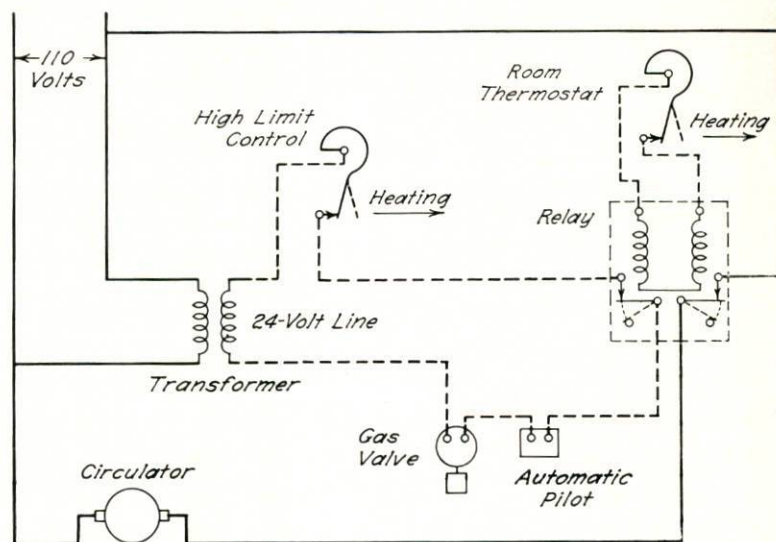 110
Volts
High Limit
Control
Heating
Room
Thermostat
Heating
Relay
24-Volt Line
Transformer
Gas
Valve
Automatic
Pilot
Circulator